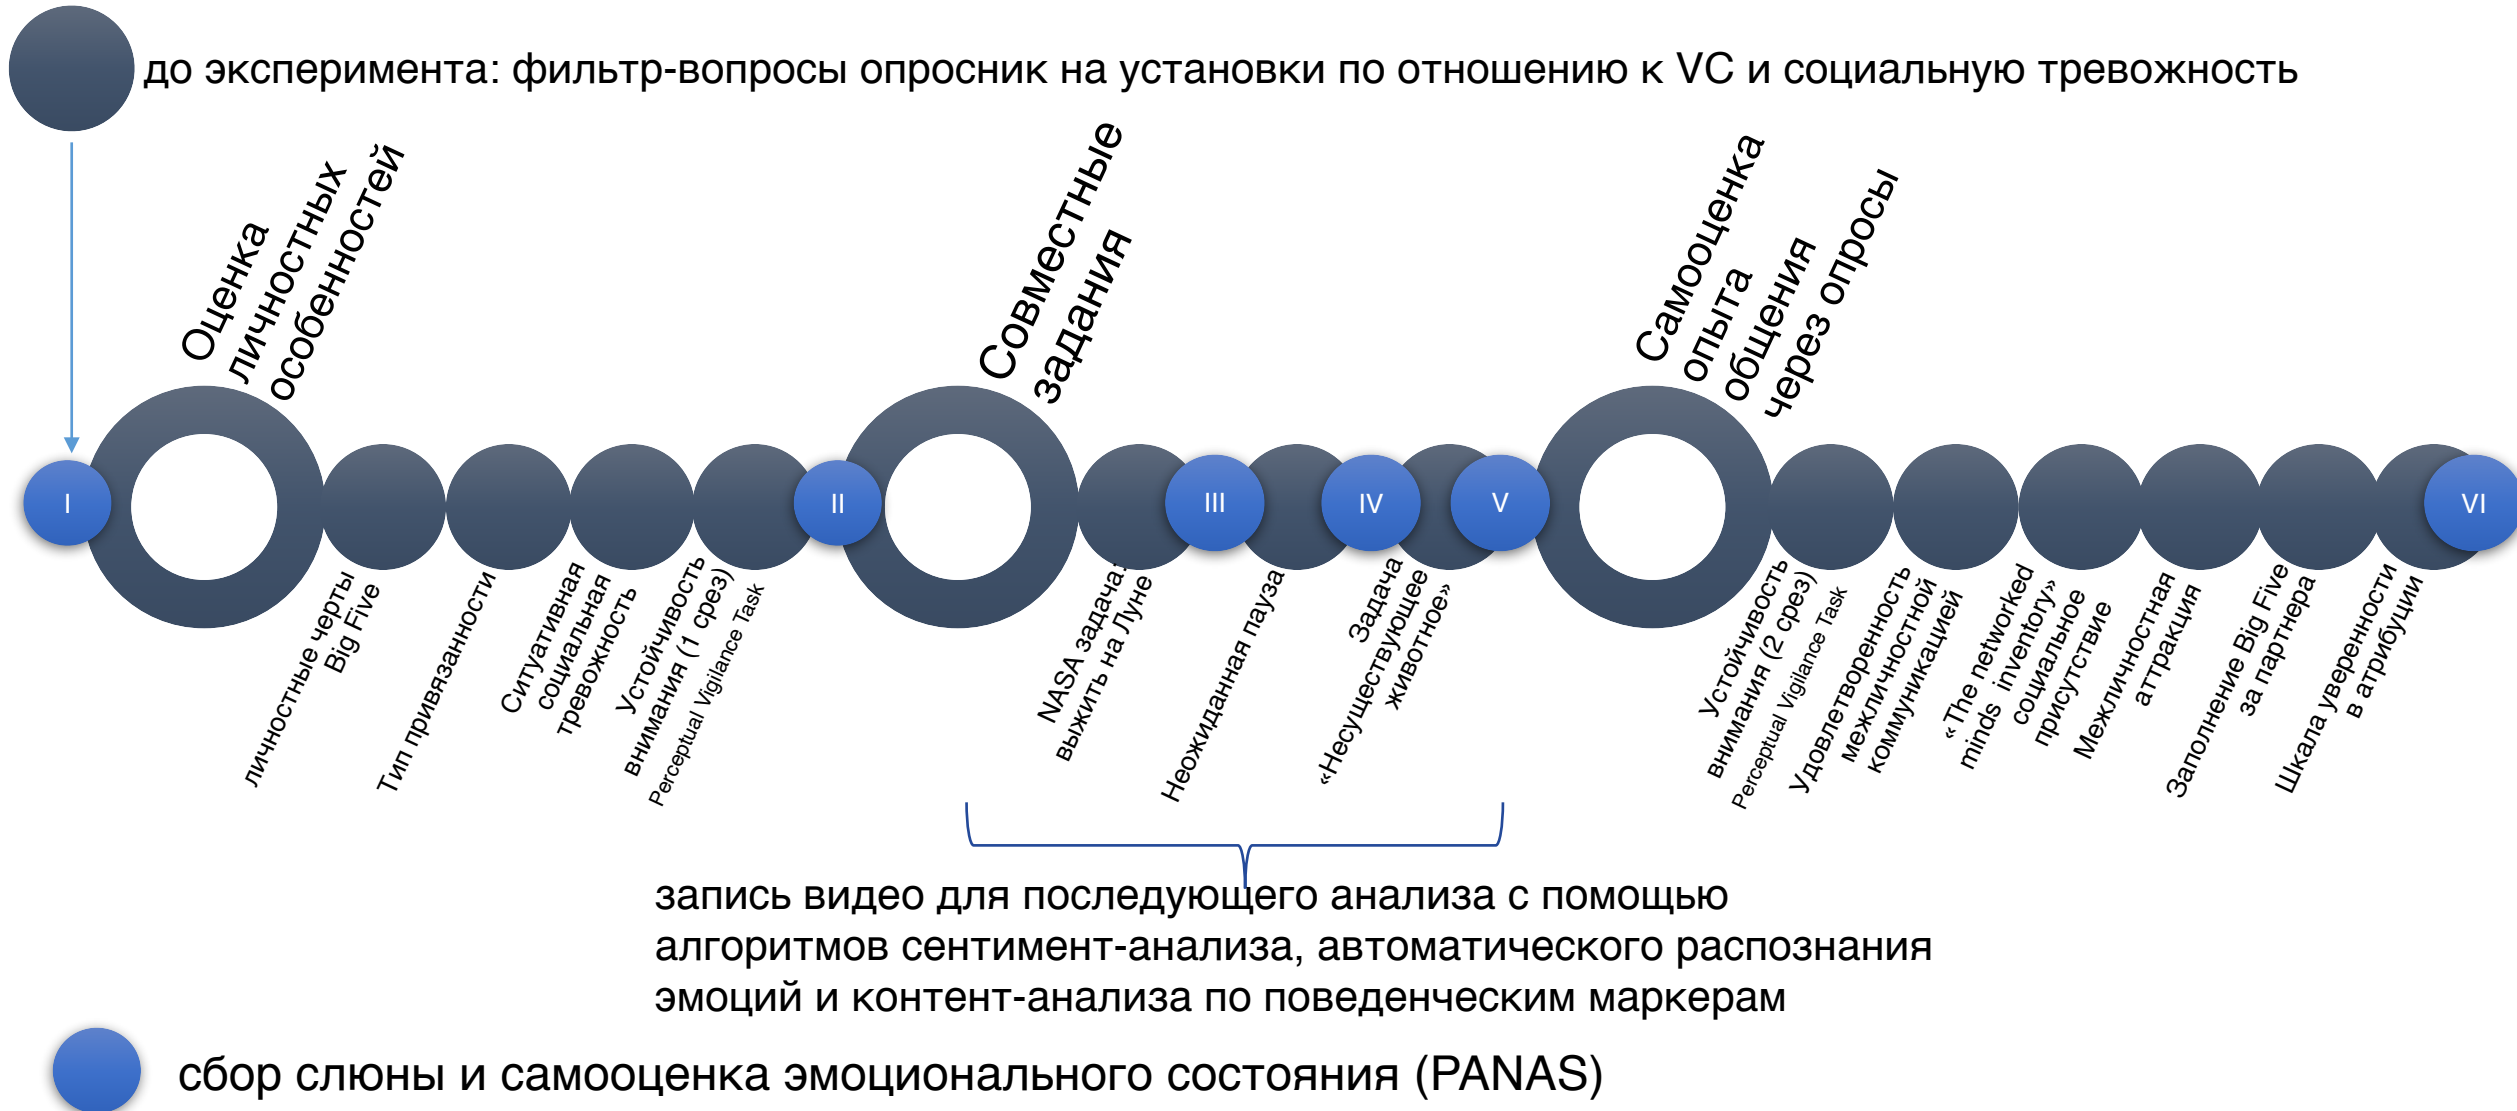 до эксперимента: фильтр-вопросы опросник на установки по отношению к VC и социальную тревожность
Оценка
личностных
особенностей
Совместные
задания
Самооценка
опыта
общения
через опросы
I
II
III
IV
V
VI
личностные черты
Big Five
Тип привязанности
Ситуативная
социальная
тревожность
Устойчивость
внимания (1 срез)
Perceptual Vigilance Task
NASA задача:
выжить на Луне
Неожиданная пауза
Задача
«Несуществующее
животное»
Устойчивость
внимания (2 срез)
Perceptual Vigilance Task
Удовлетворенность
межличностной
коммуникацией
«The networked
minds inventory»
социальное
присутствие
Межличностная
аттракция
Заполнение Big Five
за партнера
Шкала уверенности
в атрибуции
запись видео для последующего анализа с помощью
алгоритмов сентимент-анализа, автоматического распознания
эмоций и контент-анализа по поведенческим маркерам
сбор слюны и самооценка эмоционального состояния (PANAS)